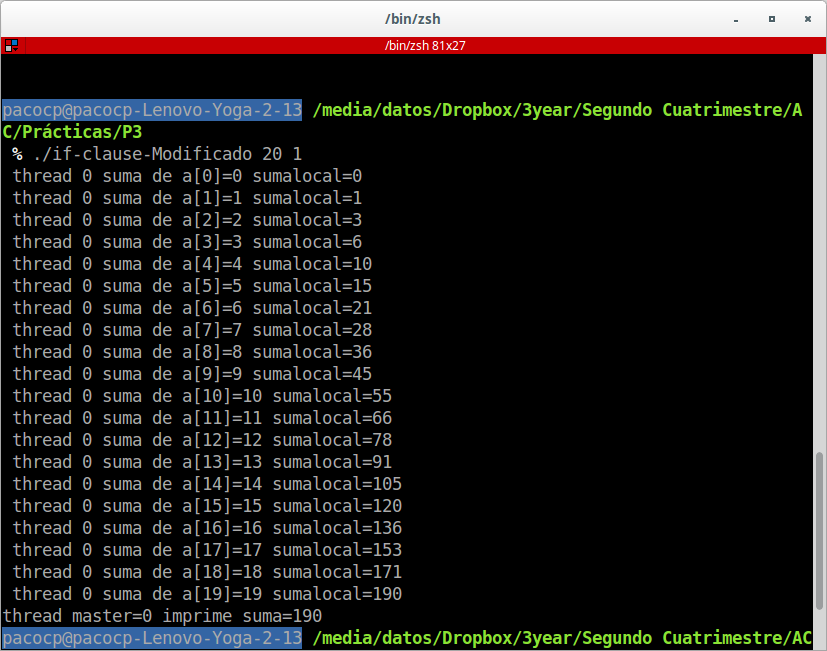 /bin/zsh
/bin/zsh 81x27
pacocp@pacocp-Lenovo-Yoga-2-13 /media/datos/Dropbox/3year/Segundo Cuatrimestre/A
C/Prácticas/P3
% ./if-clause-Modificado 20 1
thread 0 suma de a[0]=0 sumalocal=0
thread 0 suma de a[1]=1 sumalocal=1
thread 0 suma de a[2]=2 sumalocal=3
thread 0 suma de a[3]=3 sumalocal=6
thread 0 suma de a[4]=4 sumalocal=10
thread 0 suma de a[5]=5 sumalocal=15
thread 0 suma de a[6]=6 sumalocal=21
thread 0 suma de a[7]=7 sumalocal=28
thread 0 suma de a[8]=8 sumalocal=36
thread 0 suma de a[9]=9 sumalocal=45
thread 0 suma de a[10]=10 sumalocal=55
thread 0 suma de a[11]=11 sumalocal=66
thread 0 suma de a[12]=12 sumalocal=78
thread 0 suma de a[13]=13 sumalocal=91
thread 0 suma de a[14]=14 sumalocal=105
thread 0 suma de a[15]=15 sumalocal=120
thread 0 suma de a[16]=16 sumalocal=136
thread 0 suma de a[17]=17 sumalocal=153
thread 0 suma de a[18]=18 sumalocal=171
thread 0 suma de a[19]=19 sumalocal=190
thread master=0 imprime suma=190
pacocp@pacocp-Lenovo-Yoga-2-13 /media/datos/Dropbox/3year/Segundo Cuatrimestre/AC